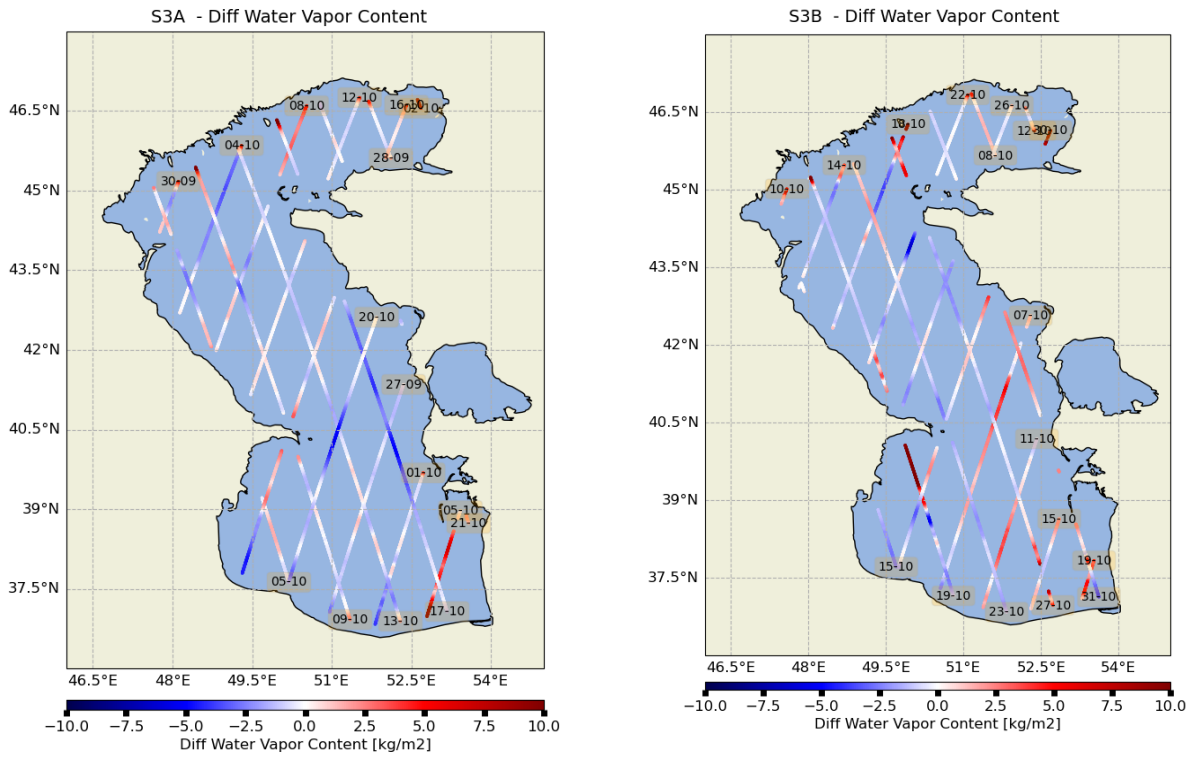 S3A - Diff Water Vapor Content
46.5°N
45°N
43.5°N
42°N
40.5°N
39°N
37.5°N
46.5°E
48°E
49.5°E
51°E
52.5°E
54°E
08-10
12-10
16-10
02-10
04-10
28-09
30-09
20-10
27-09
01-10
05-10
21-10
05-10
09-10
13-10
17-10
−10.0
−7.5
−5.0
−2.5
0.0
2.5
5.0
7.5
10.0
Diff Water Vapor Content [kg/m2]
S3B - Diff Water Vapor Content
46.5°N
45°N
43.5°N
42°N
40.5°N
39°N
37.5°N
46.5°E
48°E
49.5°E
51°E
52.5°E
54°E
22-10
26-10
18-10
12-10
30-10
08-10
14-10
10-10
07-10
11-10
15-10
19-10
15-10
19-10
23-10
27-10
31-10
−10.0
−7.5
−5.0
−2.5
0.0
2.5
5.0
7.5
10.0
Diff Water Vapor Content [kg/m2]